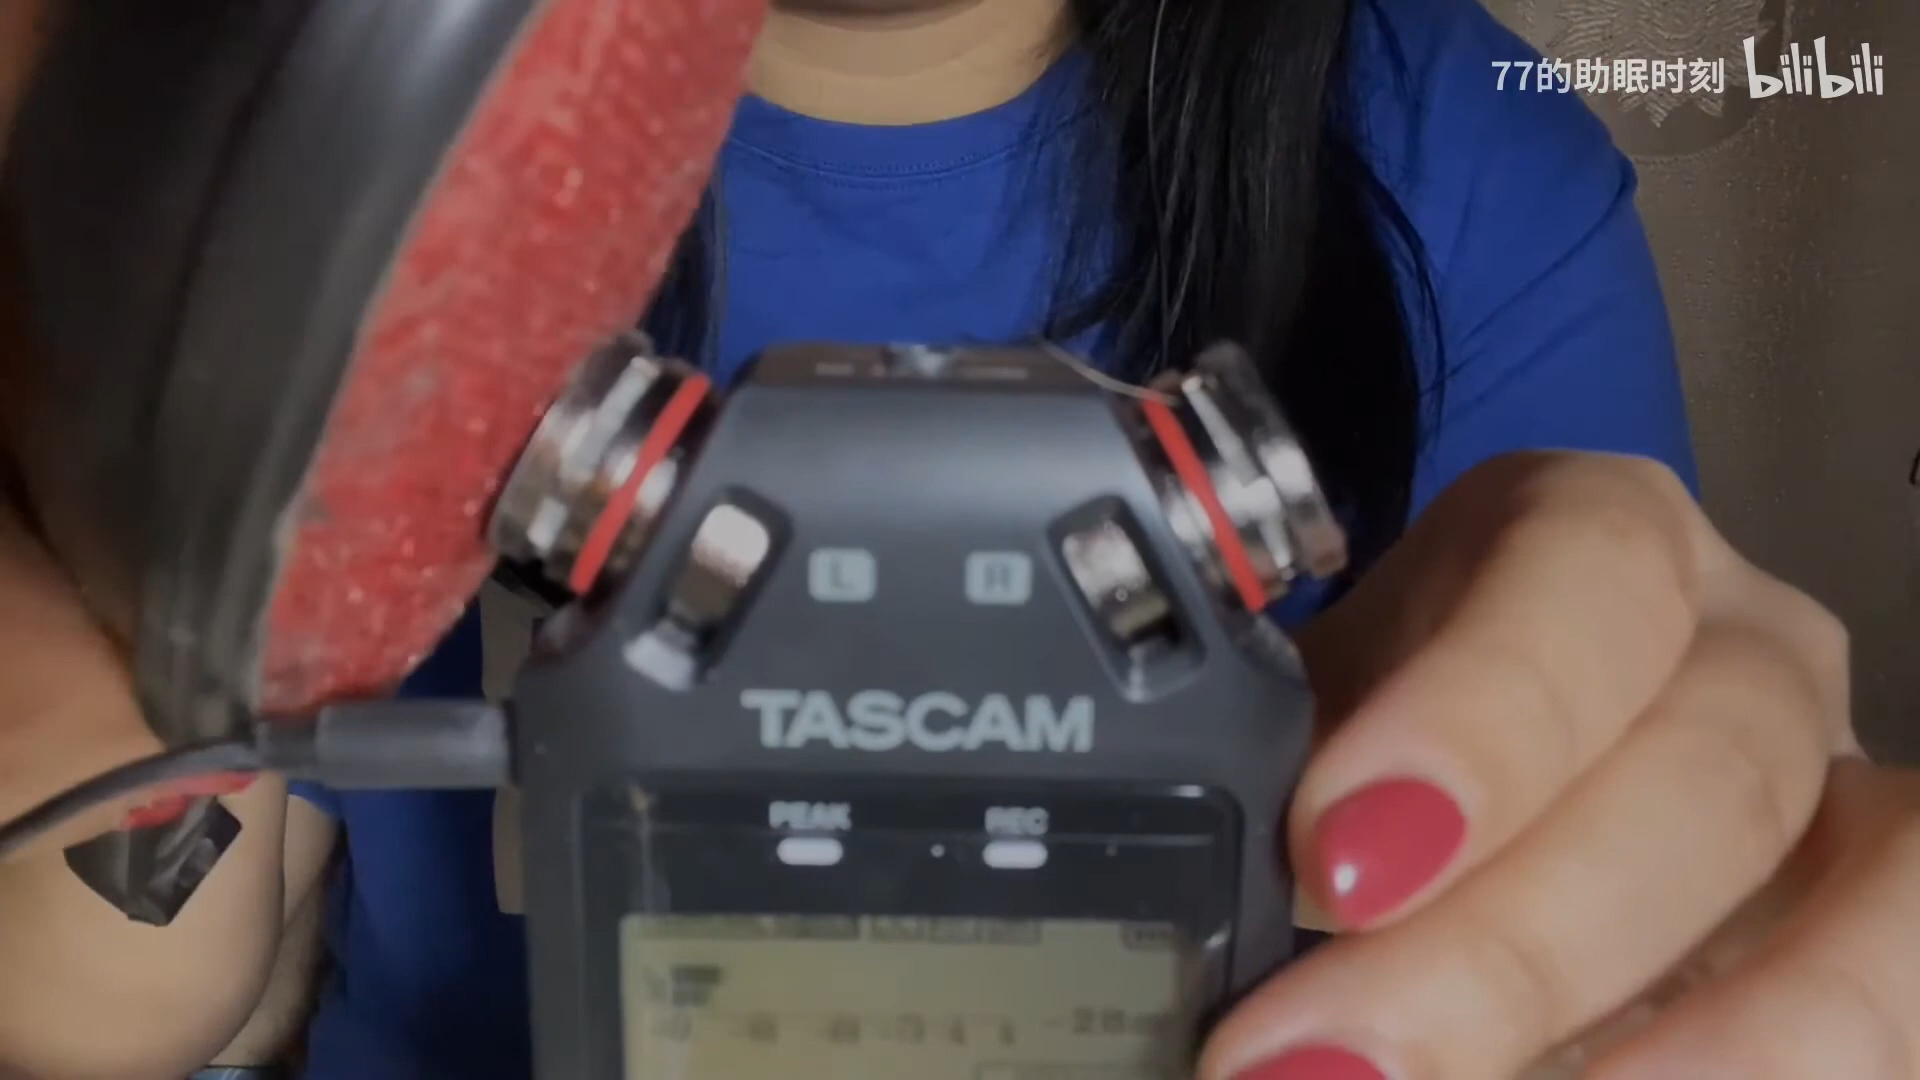 77的助眠时刻 bilibili
L R
TASCAM
PEAK REC